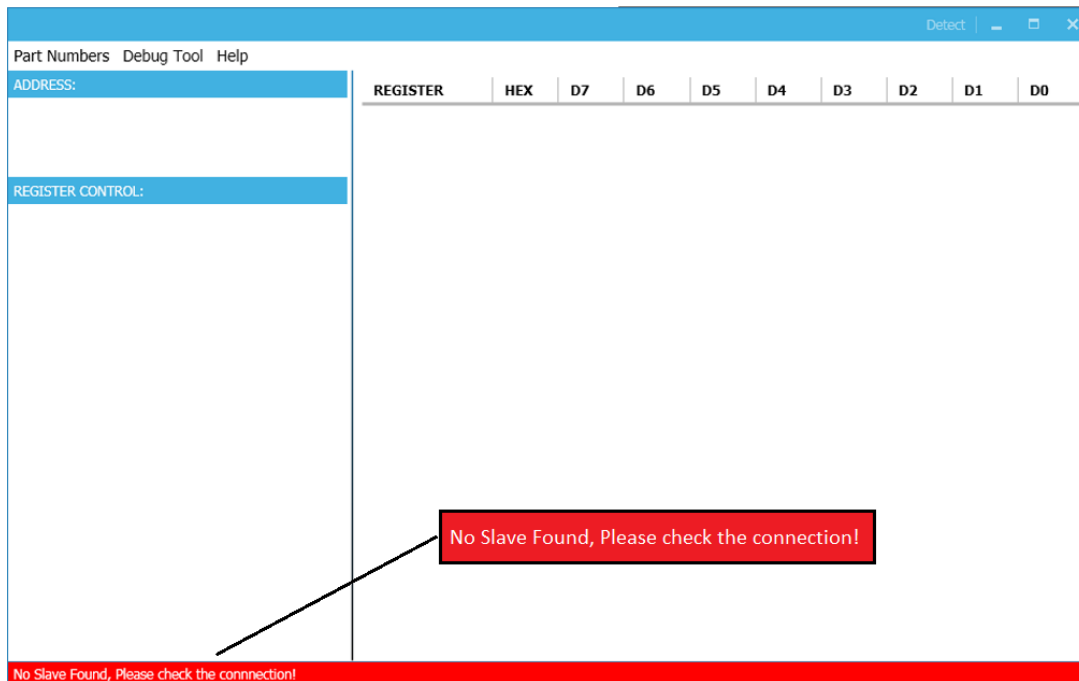 Detect
Part Numbers Debug Tool Help
ADDRESS:
REGISTER HEX D7 D6 D5 D4 D3 D2 D1 D0
REGISTER CONTROL:
No Slave Found, Please check the connection!
No Slave Found, Please check the connnection!